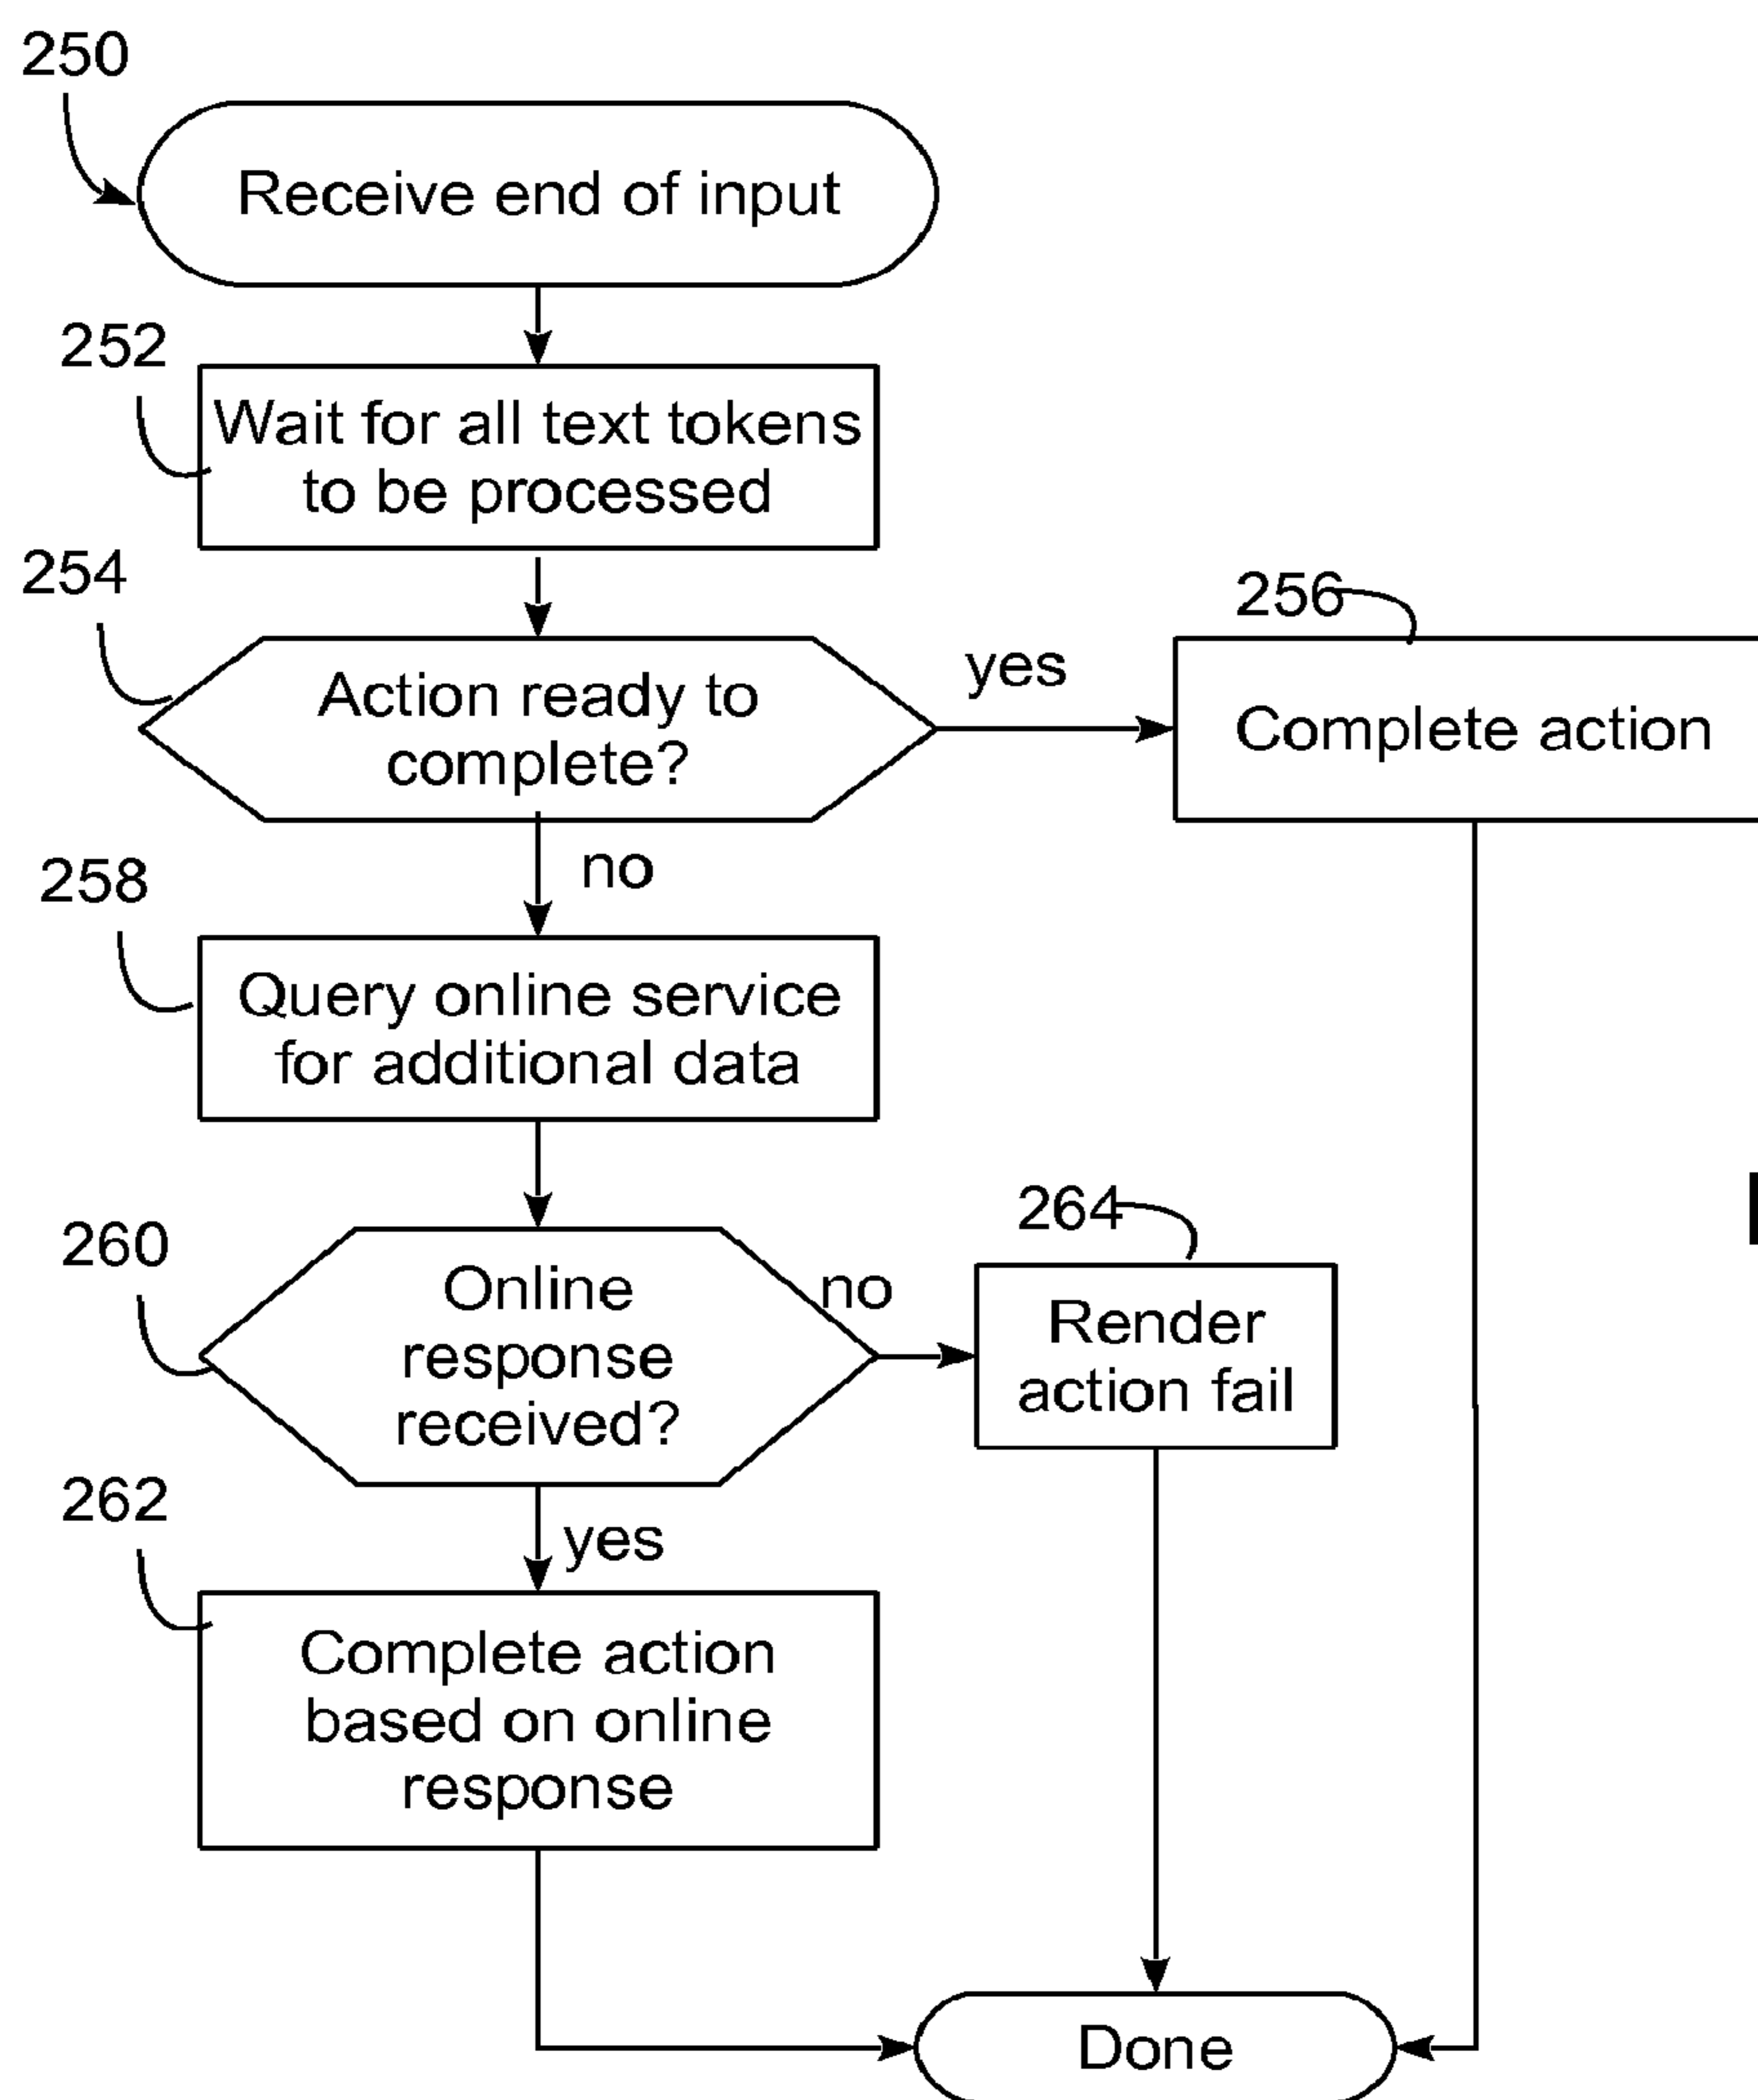 250
Receive end of input
252
Wait for all text tokens
to be processed
254
Action ready to
complete?
yes
256
Complete action
no
258
Query online service
for additional data
260
Online
response
received?
no
264
Render
action fail
262
yes
Complete action
based on online
response
Done